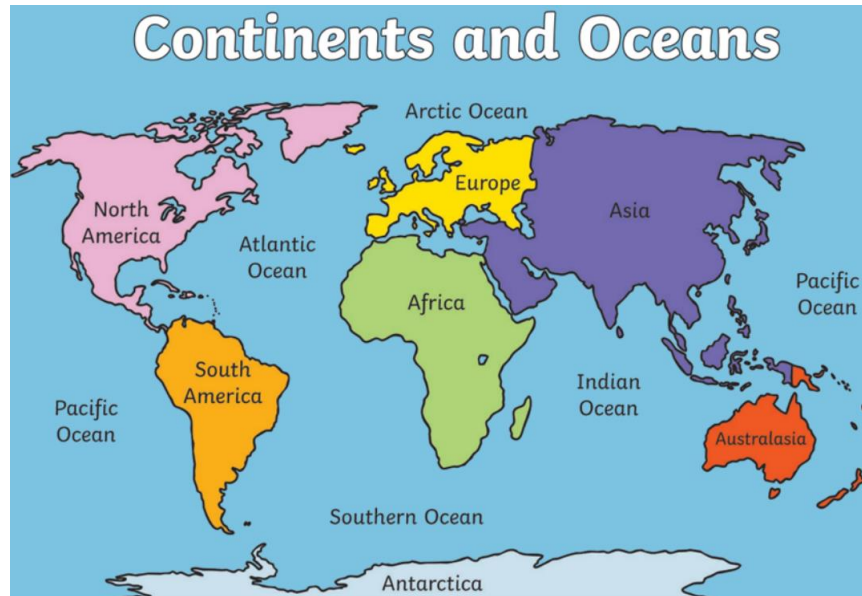 Continents and Oceans
Arctic Ocean
Europe
Asia
North
America
Atlantic
Ocean
Africa
Pacific
Ocean
South
America
Indian
Ocean
Pacific
Ocean
Australasia
Southern Ocean
Antarctica